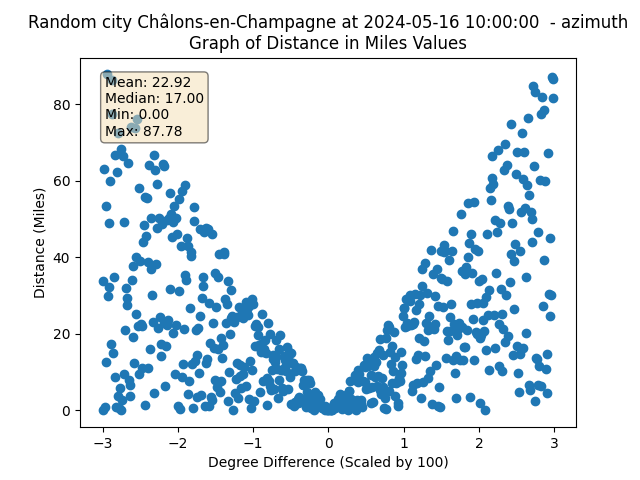 Random city Châlons-en-Champagne at 2024-05-16 10:00:00 - azimuth
Graph of Distance in Miles Values
Mean: 22.92
Median: 17.00
Min: 0.00
Max: 87.78
80
60
40
20
0
Distance (Miles)
−3 −2 −1 0 1 2 3
Degree Difference (Scaled by 100)